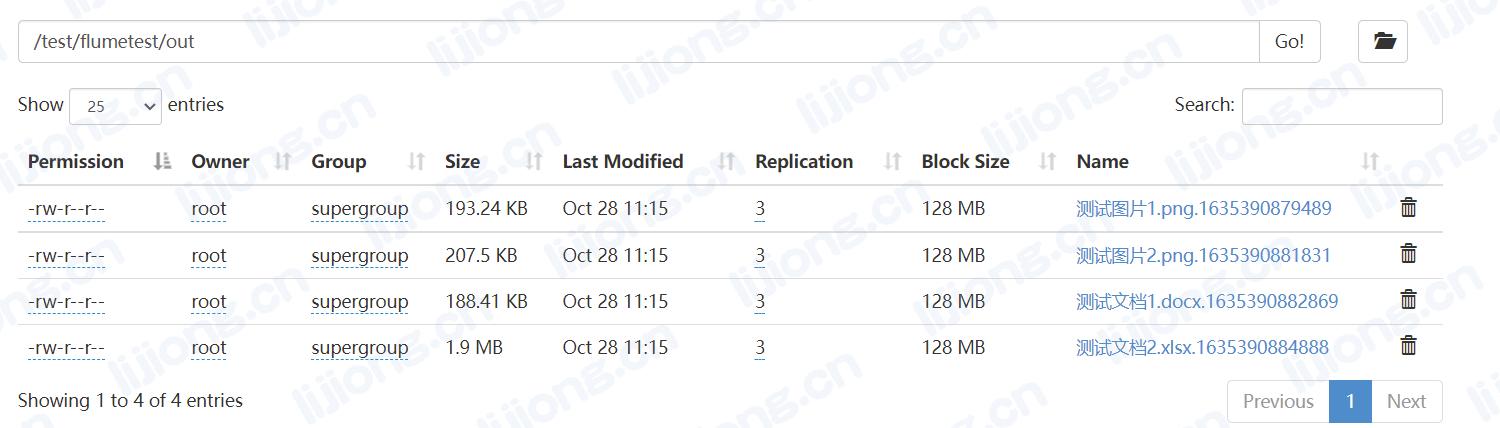 /test/flumetest/out Go!
Show 25 entries Search:
Permission Owner Group Size Last Modified Replication Block Size Name
-rw-r--r-- root supergroup 193.24 KB Oct 28 11:15 3 128 MB 测试图片1.png.1635390879489
-rw-r--r-- root supergroup 207.5 KB Oct 28 11:15 3 128 MB 测试图片2.png.1635390881831
-rw-r--r-- root supergroup 188.41 KB Oct 28 11:15 3 128 MB 测试文档1.docx.1635390882869
-rw-r--r-- root supergroup 1.9 MB Oct 28 11:15 3 128 MB 测试文档2.xlsx.1635390884888
Showing 1 to 4 of 4 entries Previous 1 Next
lijiong.cn